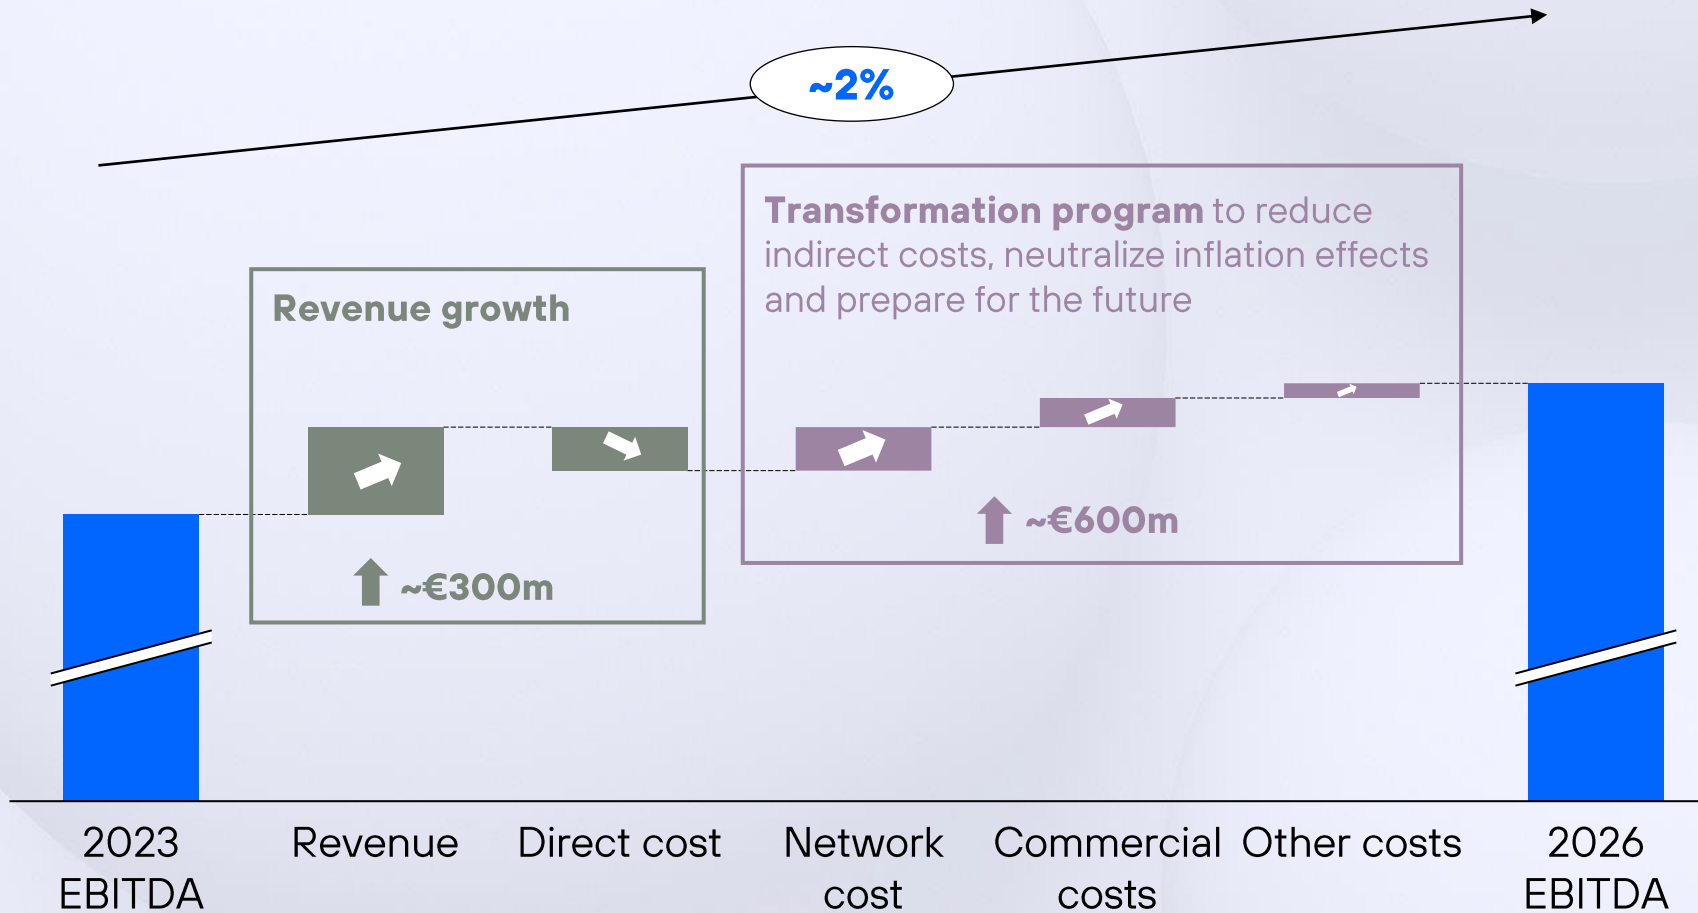 ~2%
Transformation program to reduce
indirect costs, neutralize inflation effects
and prepare for the future
Revenue growth
~€600m
~€300m
2023
EBITDA
Revenue
Direct cost
Network
cost
Commercial
costs
Other costs
2026
EBITDA